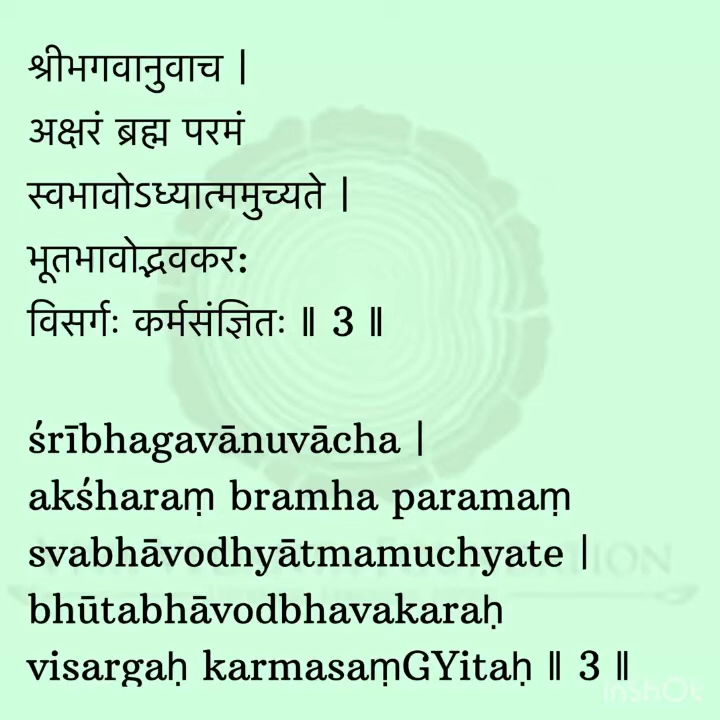 श्रीभगवानुवाच |
अक्षरं ब्रह्म परमं
स्वभावोऽध्यात्ममुच्यते |
भूतभावोद्भवकर:
विसर्गः कर्मसंज्ञितः ॥ 3 ॥
śrībhagavānuvācha |
akśharaṃ bramha paramaṃ
svabhāvodhyātmamuchyate |
bhūtabhāvodbhavakaraḥ
visargaḥ karmasaṃGYitaḥ ॥ 3 ॥
InShOt